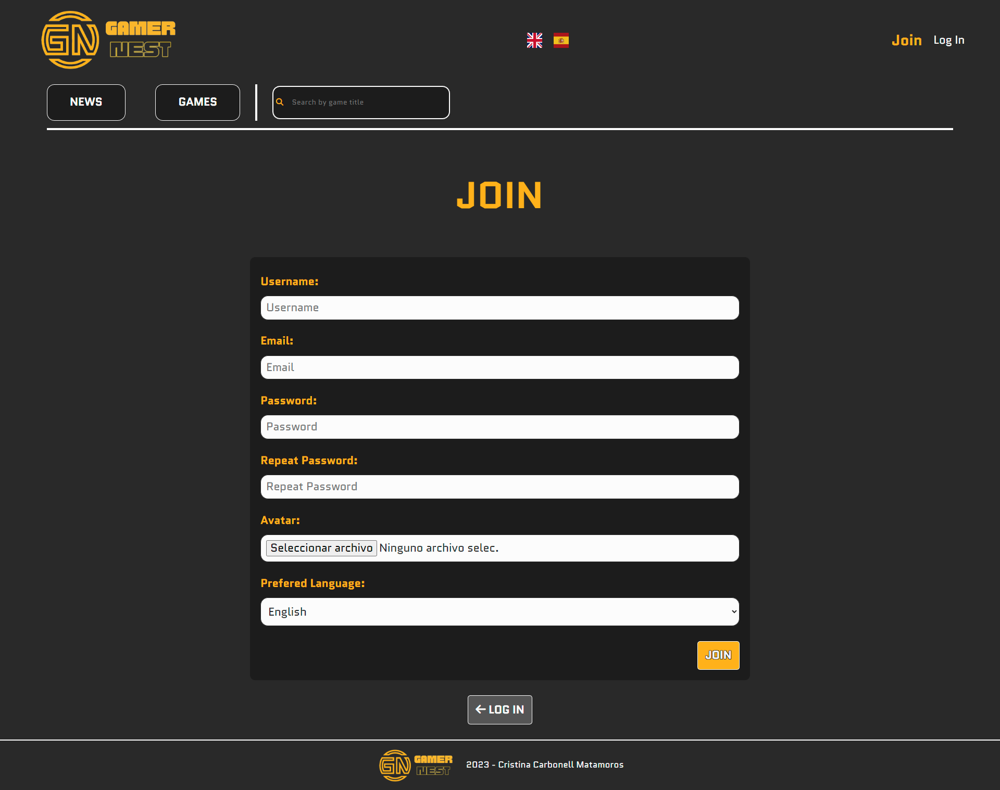 GN GAMER NEST
Join Log In
NEWS GAMES Search by game title
JOIN
Username:
Username
Email:
Email
Password:
Password
Repeat Password:
Repeat Password
Avatar:
Seleccionar archivo Ninguno archivo selec.
Prefered Language:
English
JOIN
LOG IN
GN GAMER NEST 2023 - Cristina Carbonell Matamoros